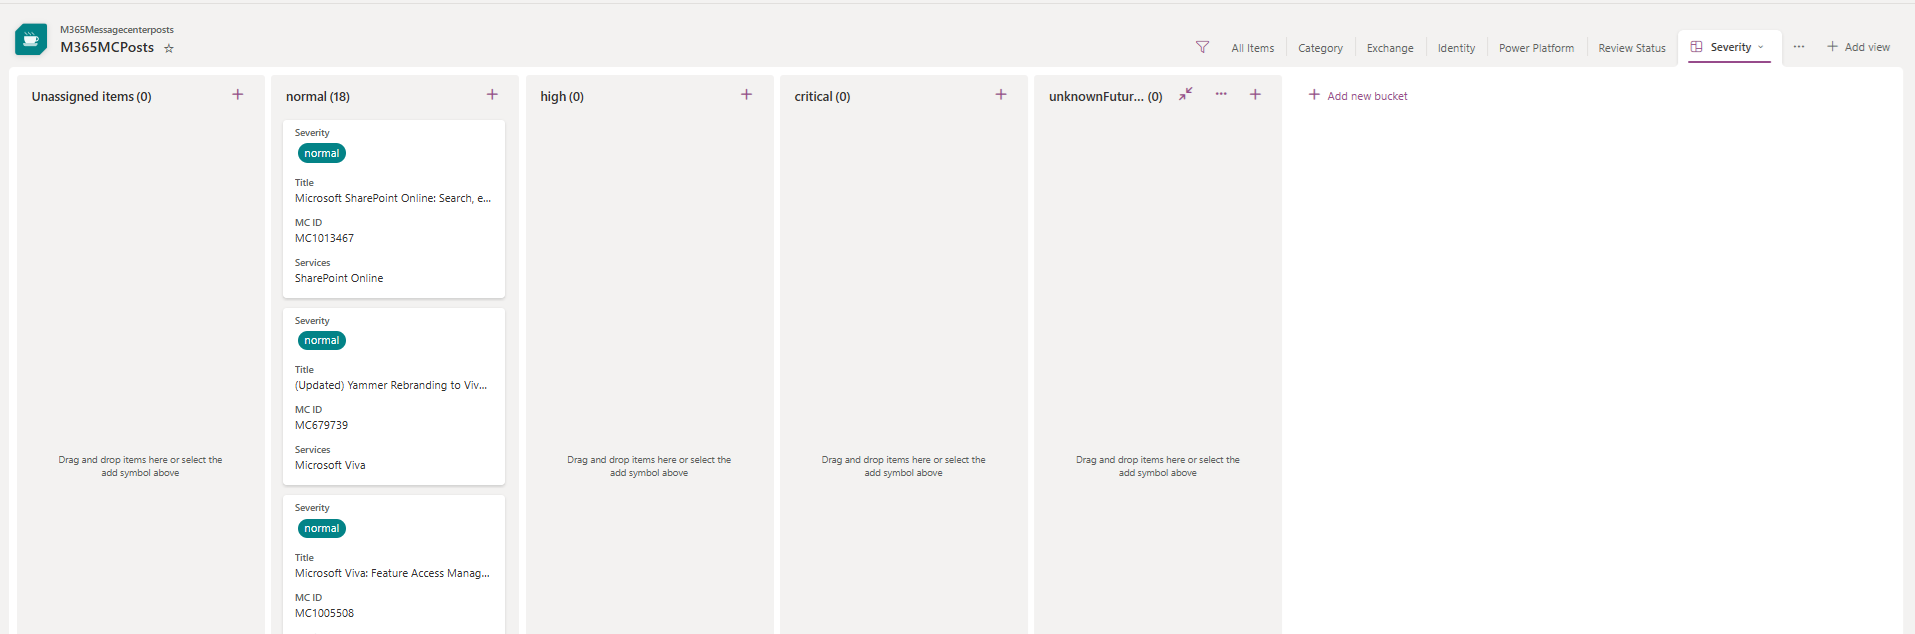 M365Messagecenterposts
M365MCPosts
All Items
Category
Exchange
Identity
Power Platform
Review Status
Severity
Add view
Unassigned items (0)
Drag and drop items here or select the
add symbol above
normal (18)
Severity
normal
Title
Microsoft SharePoint Online: Search, e...
MC ID
MC1013467
Services
SharePoint Online
Severity
normal
Title
(Updated) Yammer Rebranding to Viv...
MC ID
MC679739
Services
Microsoft Viva
Severity
normal
Title
Microsoft Viva: Feature Access Manag...
MC ID
MC1005508
high (0)
Drag and drop items here or select the
add symbol above
critical (0)
Drag and drop items here or select the
add symbol above
unknownFutur... (0)
Drag and drop items here or select the
add symbol above
Add new bucket